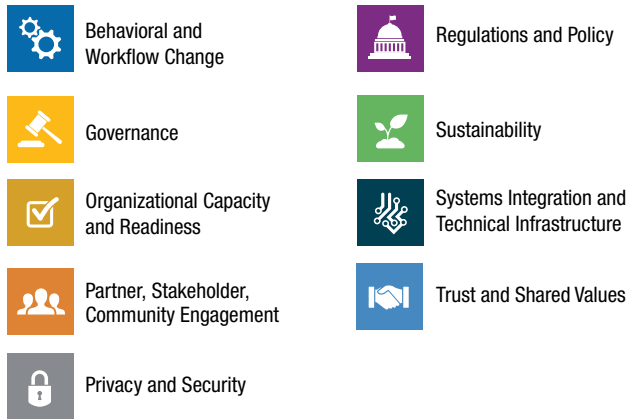 Behavioral and
Workflow Change
Governance
Organizational Capacity
and Readiness
Partner, Stakeholder,
Community Engagement
Privacy and Security
Regulations and Policy
Sustainability
Systems Integration and
Technical Infrastructure
Trust and Shared Values